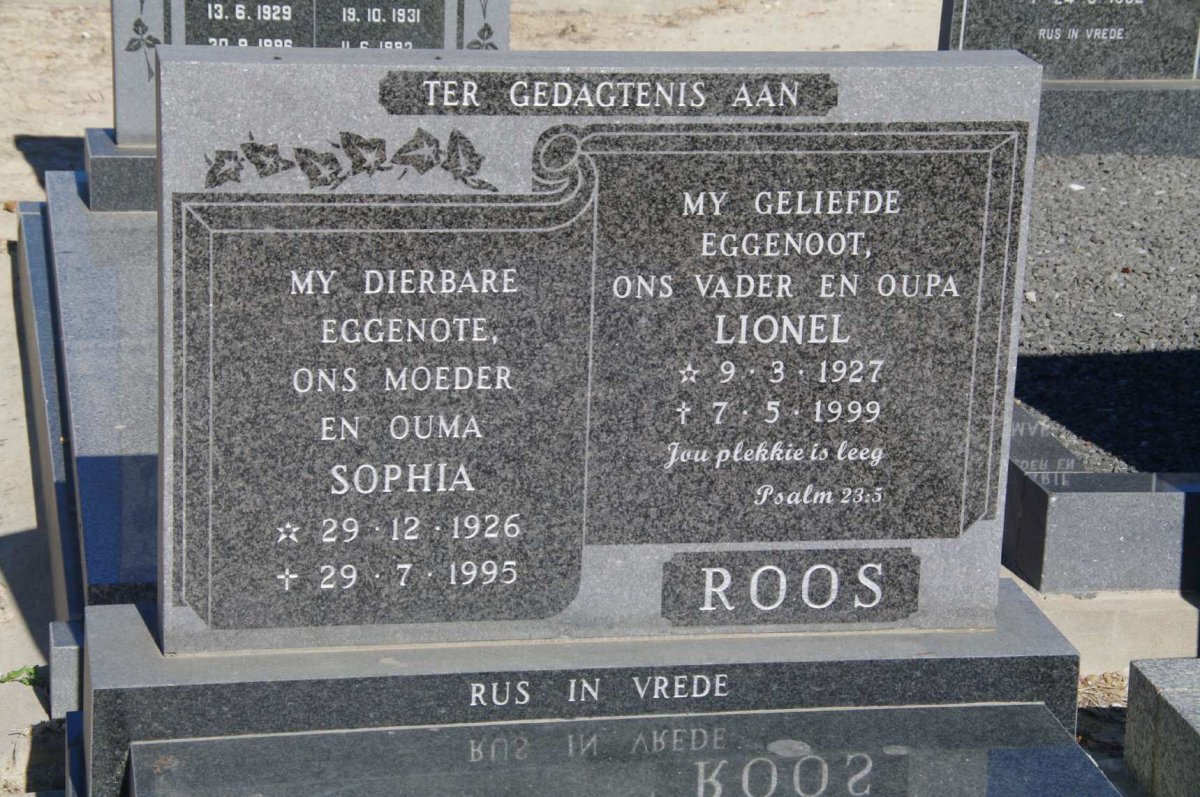 13. 6. 1929
19. 10. 1931
RUS IN VREDE.
TER GEDAGTENIS AAN
MY DIERBARE
EGGENOTE,
ONS MOEDER
EN OUMA
SOPHIA
☆ 29 · 12 · 1926
✝ 29 · 7 · 1995
MY GELIEFDE
EGGENOOT,
ONS VADER EN OUPA
LIONEL
☆ 9 · 3 · 1927
✝ 7 · 5 · 1999
Jou plekkie is leeg
Psalm 23:5
ROOS
RUS IN VREDE